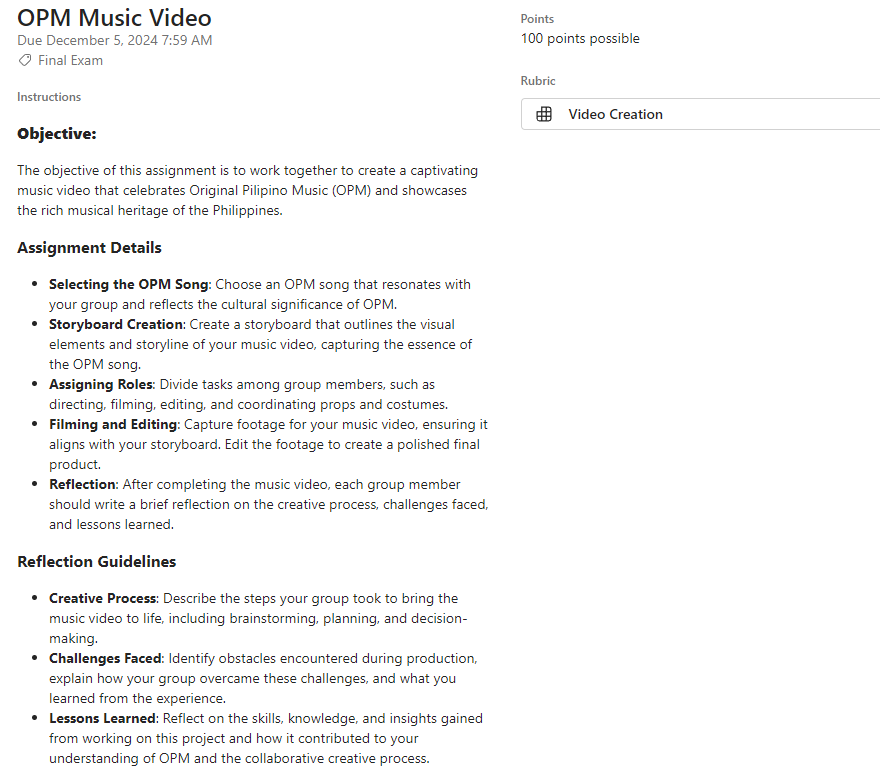 OPM Music Video
Due December 5, 2024 7:59 AM
Final Exam
Instructions
Objective:
The objective of this assignment is to work together to create a captivating
music video that celebrates Original Pilipino Music (OPM) and showcases
the rich musical heritage of the Philippines.
Assignment Details
• Selecting the OPM Song: Choose an OPM song that resonates with
your group and reflects the cultural significance of OPM.
• Storyboard Creation: Create a storyboard that outlines the visual
elements and storyline of your music video, capturing the essence of
the OPM song.
• Assigning Roles: Divide tasks among group members, such as
directing, filming, editing, and coordinating props and costumes.
• Filming and Editing: Capture footage for your music video, ensuring it
aligns with your storyboard. Edit the footage to create a polished final
product.
• Reflection: After completing the music video, each group member
should write a brief reflection on the creative process, challenges faced,
and lessons learned.
Reflection Guidelines
• Creative Process: Describe the steps your group took to bring the
music video to life, including brainstorming, planning, and decision-
making.
• Challenges Faced: Identify obstacles encountered during production,
explain how your group overcame these challenges, and what you
learned from the experience.
• Lessons Learned: Reflect on the skills, knowledge, and insights gained
from working on this project and how it contributed to your
understanding of OPM and the collaborative creative process.
Points
100 points possible
Rubric
Video Creation